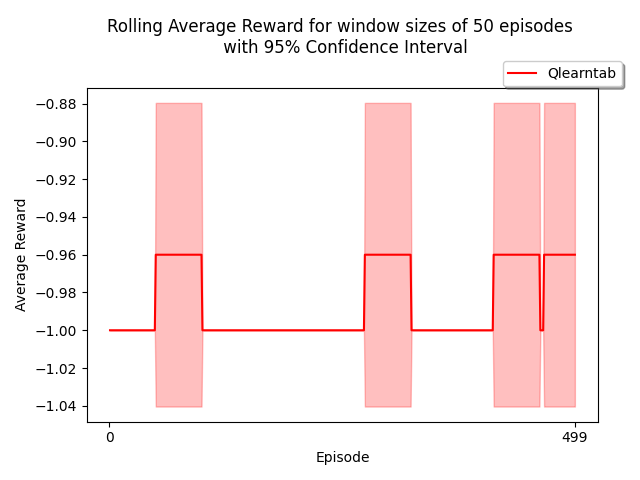 Rolling Average Reward for window sizes of 50 episodes
with 95% Confidence Interval
Qlearntab
−0.88
−0.90
−0.92
−0.94
−0.96
−0.98
−1.00
−1.02
−1.04
Average Reward
0
499
Episode